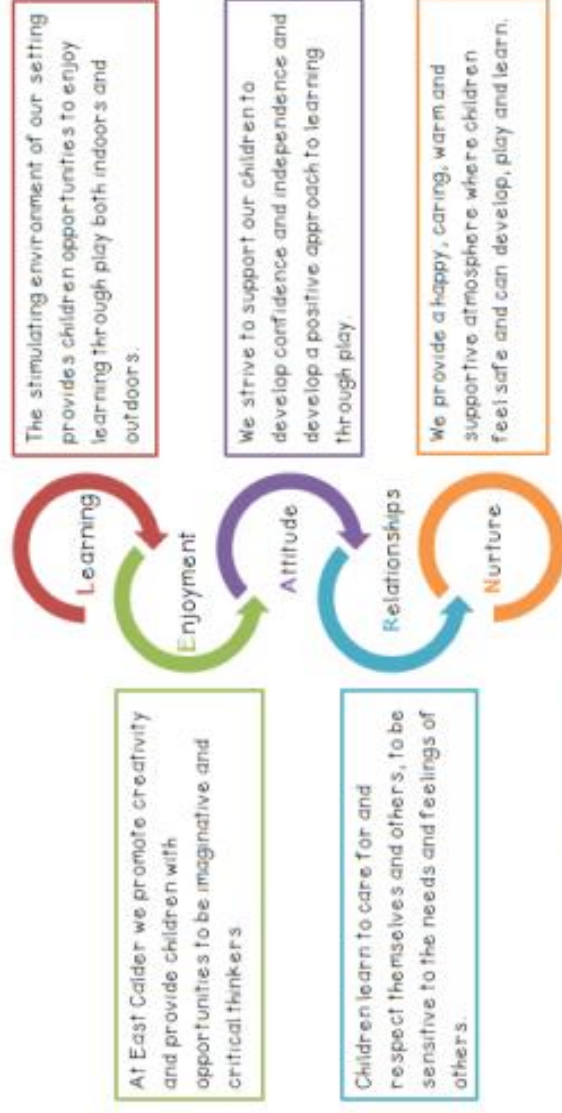 Learning
The stimulating environment of our setting
provides children opportunities to enjoy
learning through play both indoors and
outdoors.
At East Calder we promote creativity
and provide children with
opportunities to be imaginative and
critical thinkers
Enjoyment
Attitude
We strive to support our children to
develop confidence and independence and
develop a positive approach to learning
through play.
Children learn to care for and
respect themselves and others, to be
sensitive to the needs and feelings of
others.
Relationships
Nurture
We provide a happy, caring, warm and
supportive atmosphere where children
feel safe and can develop, play and learn.